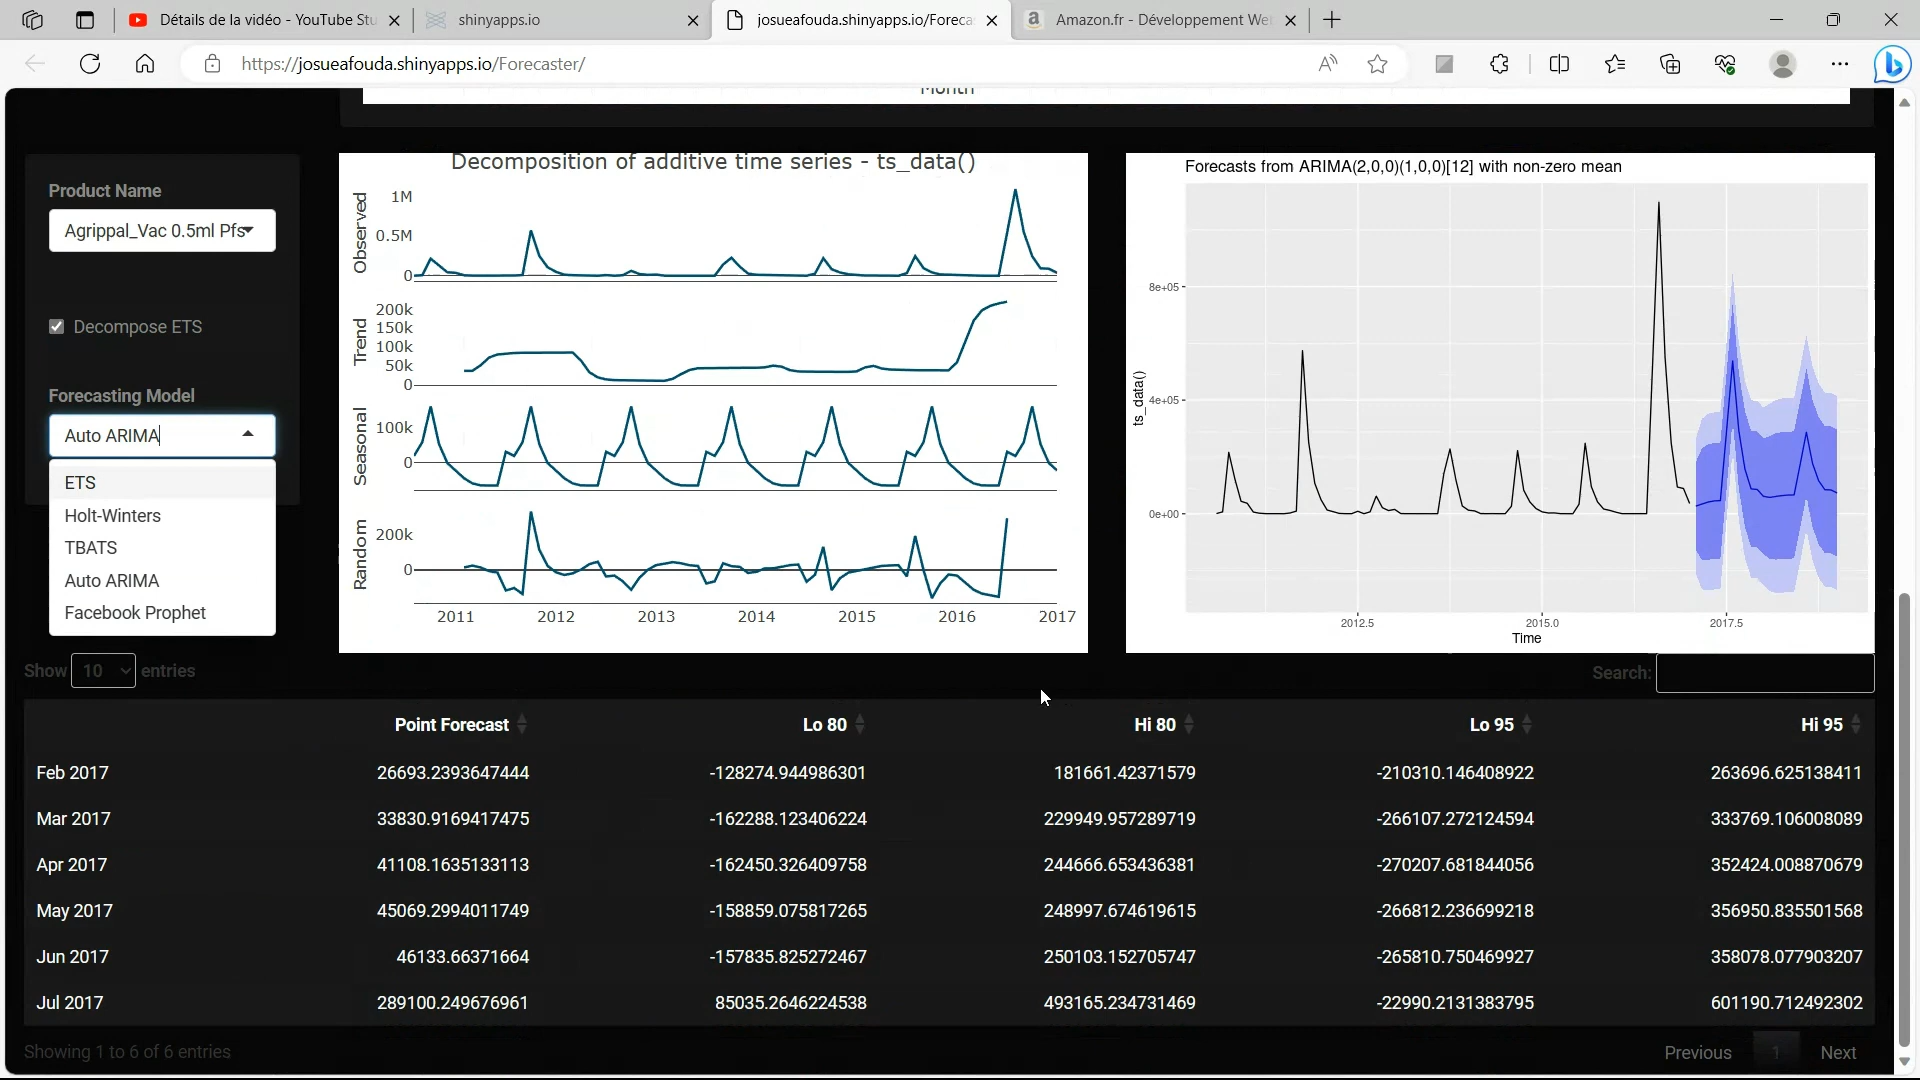 Détails de la vidéo - YouTube Stu
shinyapps.io
josueafouda.shinyapps.io/Foreca
Amazon.fr - Développement We
https://josueafouda.shinyapps.io/Forecaster/
Month
Product Name
Agrippal_Vac 0.5ml Pfs
Decompose ETS
Forecasting Model
Auto ARIMA
ETS
Holt-Winters
TBATS
Auto ARIMA
Facebook Prophet
Decomposition of additive time series - ts_data()
Observed
1M
0.5M
0
Trend
200k
150k
100k
50k
0
Seasonal
100k
0
Random
200k
0
2011 2012 2013 2014 2015 2016 2017
Forecasts from ARIMA(2,0,0)(1,0,0)[12] with non-zero mean
ts_data()
8e+05
4e+05
0e+00
2012.5 2015.0 2017.5
Time
Show 10 entries
Search:
Point Forecast Lo 80 Hi 80 Lo 95 Hi 95
Feb 2017 26693.2393647444 -128274.944986301 181661.42371579 -210310.146408922 263696.625138411
Mar 2017 33830.9169417475 -162288.123406224 229949.957289719 -266107.272124594 333769.106008089
Apr 2017 41108.1635133113 -162450.326409758 244666.653436381 -270207.681844056 352424.008870679
May 2017 45069.2994011749 -158859.075817265 248997.674619615 -266812.236699218 356950.835501568
Jun 2017 46133.66371664 -157835.825272467 250103.152705747 -265810.750469927 358078.077903207
Jul 2017 289100.249676961 85035.2646224538 493165.234731469 -22990.2131383795 601190.712492302
Showing 1 to 6 of 6 entries
Previous 1 Next